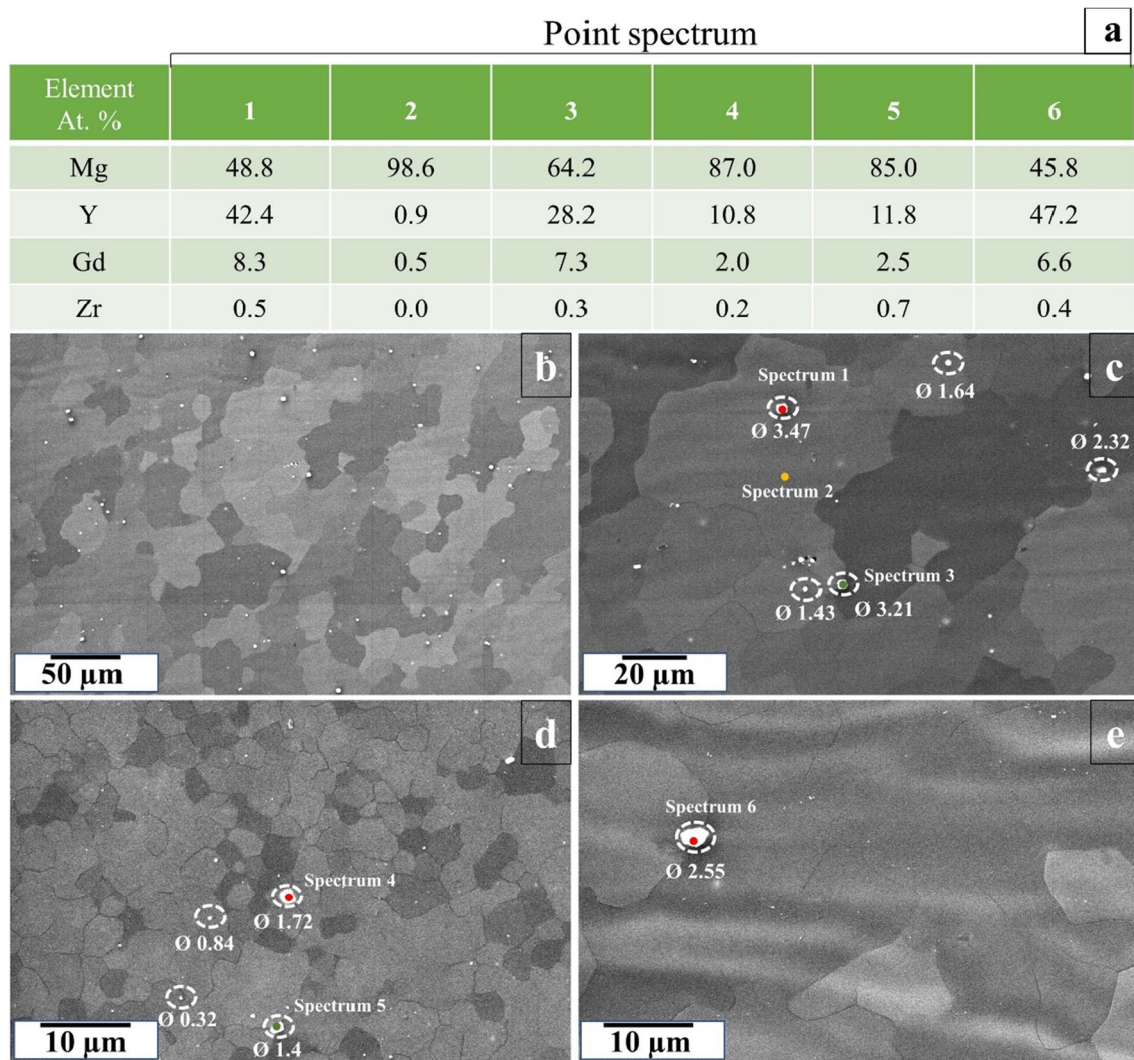 Point spectrum
a
Element
At. %
1 2 3 4 5 6
Mg 48.8 98.6 64.2 87.0 85.0 45.8
Y 42.4 0.9 28.2 10.8 11.8 47.2
Gd 8.3 0.5 7.3 2.0 2.5 6.6
Zr 0.5 0.0 0.3 0.2 0.7 0.4
b
50 µm
c
Spectrum 1
Ø 1.64
Ø 3.47
Ø 2.32
Spectrum 2
Spectrum 3
Ø 1.43
Ø 3.21
20 µm
d
Spectrum 4
Ø 1.72
Ø 0.84
Ø 0.32
Spectrum 5
Ø 1.4
10 µm
e
Spectrum 6
Ø 2.55
10 µm